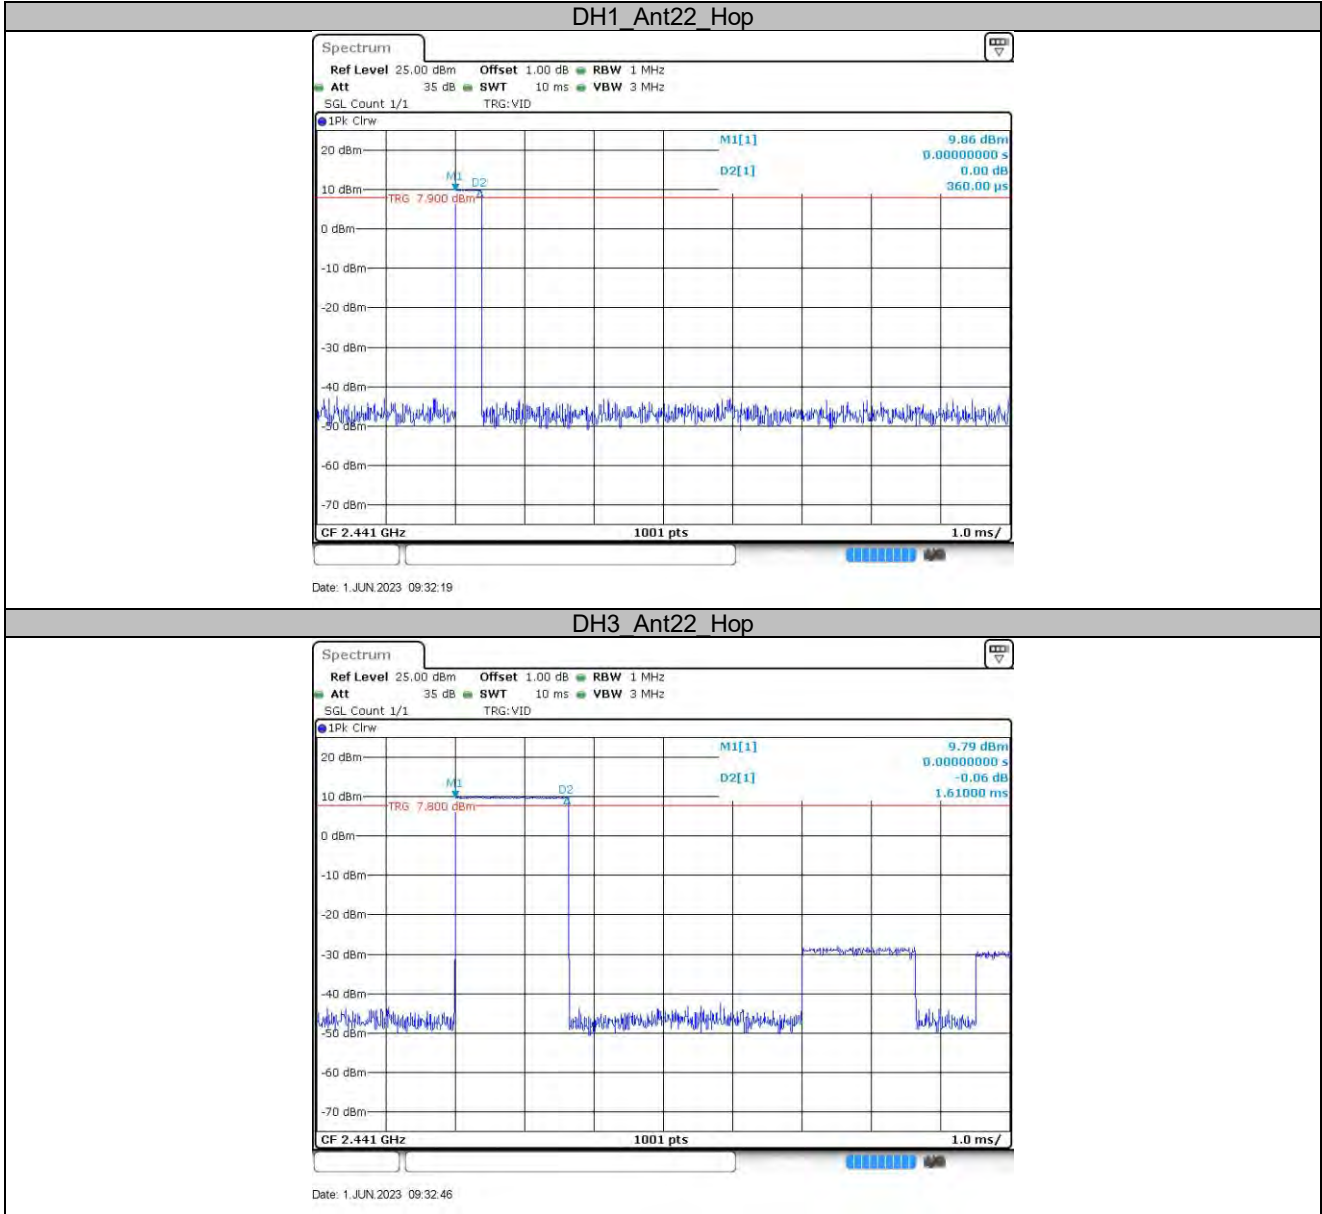 DH1_Ant22_Hop
Spectrum
Ref Level 25.00 dBm Offset 1.00 dB RBW 1 MHz
Att 35 dB SWT 10 ms VBW 3 MHz
SGL Count 1/1 TRG:VID
1Pk Clrw
M1[1] 9.86 dBm
0.00000000 s
D2[1] 0.00 dB
360.00 µs
20 dBm
M1 D2
10 dBm
TRG 7.900 dBm
0 dBm
-10 dBm
-20 dBm
-30 dBm
-40 dBm
-50 dBm
-60 dBm
-70 dBm
CF 2.441 GHz 1001 pts 1.0 ms/
Date: 1.JUN.2023 09:32:19
DH3_Ant22_Hop
Spectrum
Ref Level 25.00 dBm Offset 1.00 dB RBW 1 MHz
Att 35 dB SWT 10 ms VBW 3 MHz
SGL Count 1/1 TRG:VID
1Pk Clrw
M1[1] 9.79 dBm
0.00000000 s
D2[1] -0.06 dB
1.61000 ms
20 dBm
M1 D2
10 dBm
TRG 7.800 dBm
0 dBm
-10 dBm
-20 dBm
-30 dBm
-40 dBm
-50 dBm
-60 dBm
-70 dBm
CF 2.441 GHz 1001 pts 1.0 ms/
Date: 1.JUN.2023 09:32:46